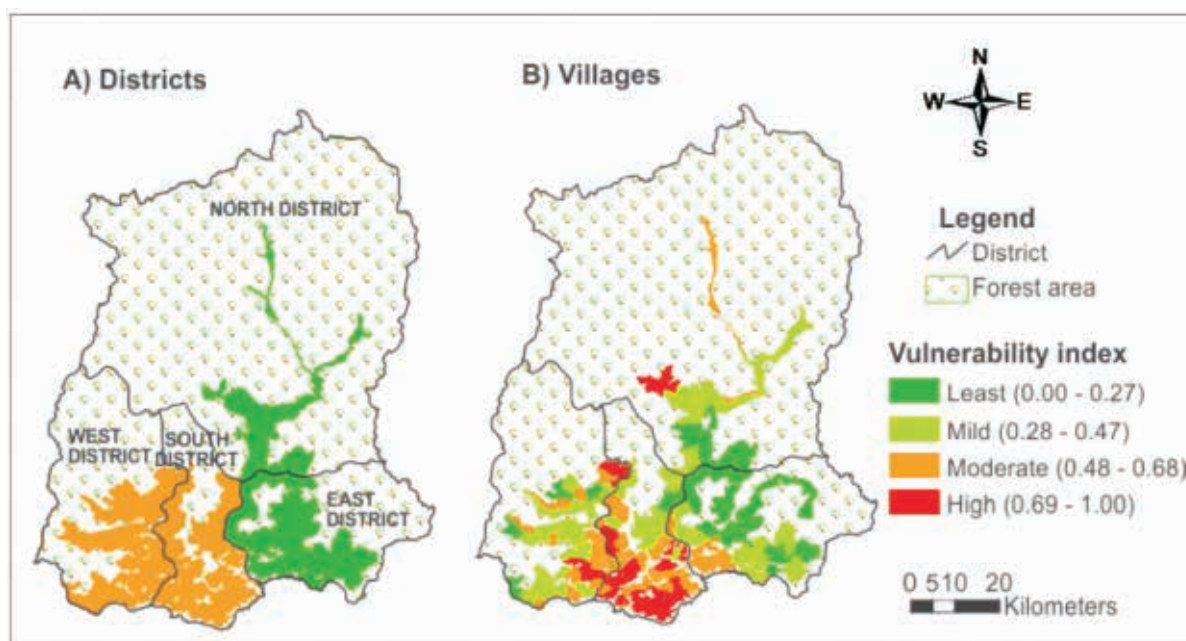 A) Districts
NORTH DISTRICT
WEST
DISTRICT
SOUTH
DISTRICT
EAST
DISTRICT
B) Villages
N
W E
S
Legend
District
Forest area
Vulnerability index
Least (0.00 - 0.27)
Mild (0.28 - 0.47)
Moderate (0.48 - 0.68)
High (0.69 - 1.00)
0 510 20
Kilometers